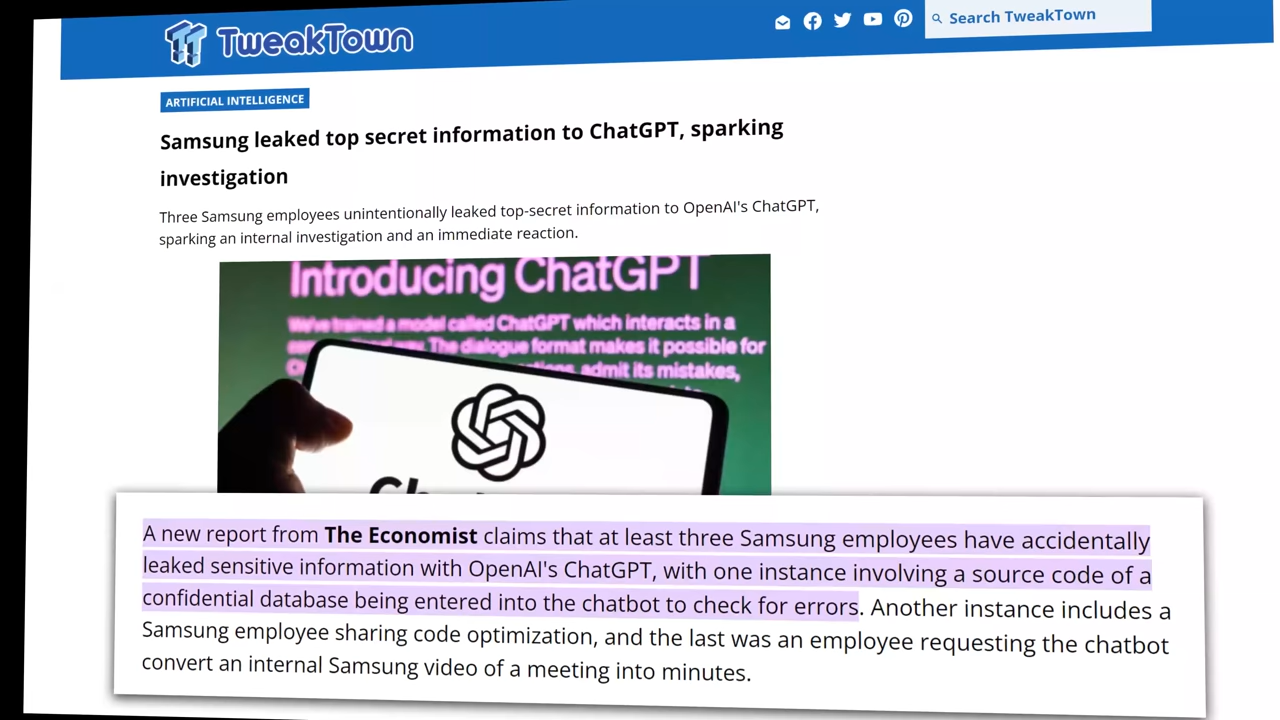 TweakTown
Search TweakTown
ARTIFICIAL INTELLIGENCE
Samsung leaked top secret information to ChatGPT, sparking
investigation
Three Samsung employees unintentionally leaked top-secret information to OpenAI's ChatGPT,
sparking an internal investigation and an immediate reaction.
Introducing ChatGPT
We've trained a model called ChatGPT which interacts in a
The dialogue format makes it possible for
admit its mistakes,
A new report from The Economist claims that at least three Samsung employees have accidentally
leaked sensitive information with OpenAI's ChatGPT, with one instance involving a source code of a
confidential database being entered into the chatbot to check for errors. Another instance includes a
Samsung employee sharing code optimization, and the last was an employee requesting the chatbot
convert an internal Samsung video of a meeting into minutes.